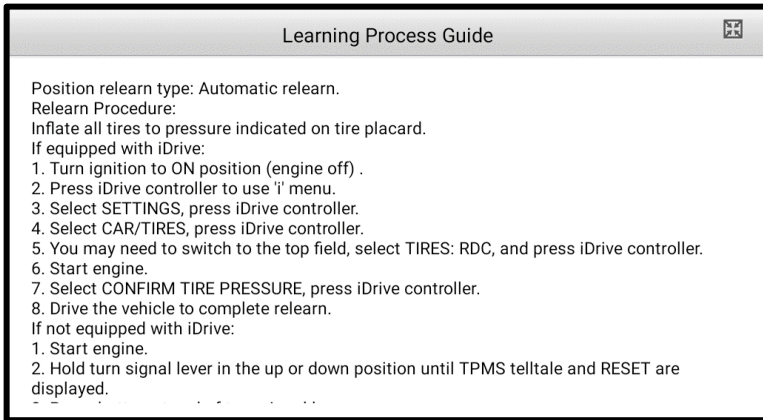 Learning Process Guide
Position relearn type: Automatic relearn.
Relearn Procedure:
Inflate all tires to pressure indicated on tire placard.
If equipped with iDrive:
1. Turn ignition to ON position (engine off) .
2. Press iDrive controller to use 'i' menu.
3. Select SETTINGS, press iDrive controller.
4. Select CAR/TIRES, press iDrive controller.
5. You may need to switch to the top field, select TIRES: RDC, and press iDrive controller.
6. Start engine.
7. Select CONFIRM TIRE PRESSURE, press iDrive controller.
8. Drive the vehicle to complete relearn.
If not equipped with iDrive:
1. Start engine.
2. Hold turn signal lever in the up or down position until TPMS telltale and RESET are
displayed.